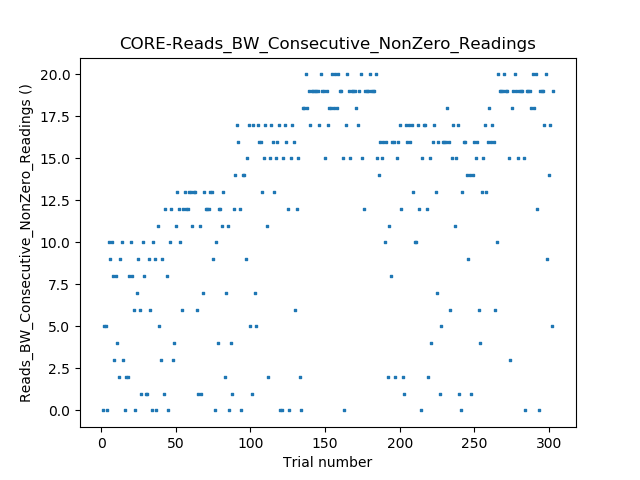 CORE-Reads_BW_Consecutive_NonZero_Readings
Reads_BW_Consecutive_NonZero_Readings ()
20.0
17.5
15.0
12.5
10.0
7.5
5.0
2.5
0.0
0 50 100 150 200 250 300
Trial number